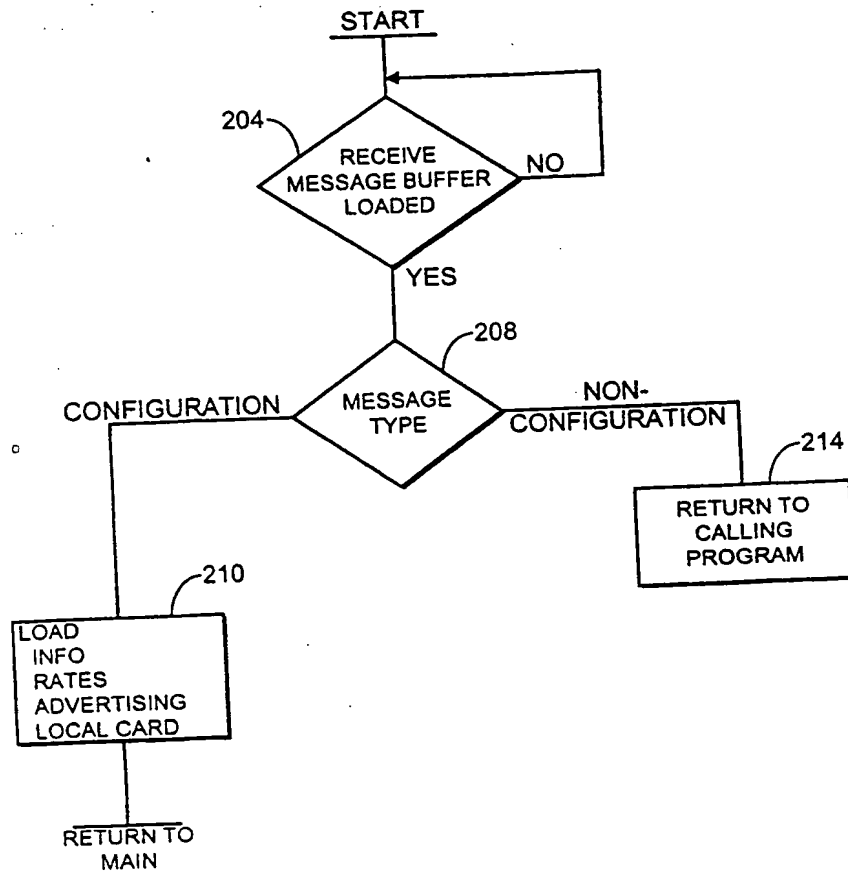 START
204
RECEIVE
MESSAGE BUFFER
LOADED
NO
YES
208
MESSAGE
TYPE
CONFIGURATION
NON-
CONFIGURATION
214
RETURN TO
CALLING
PROGRAM
210
LOAD
INFO
RATES
ADVERTISING
LOCAL CARD
RETURN TO
MAIN